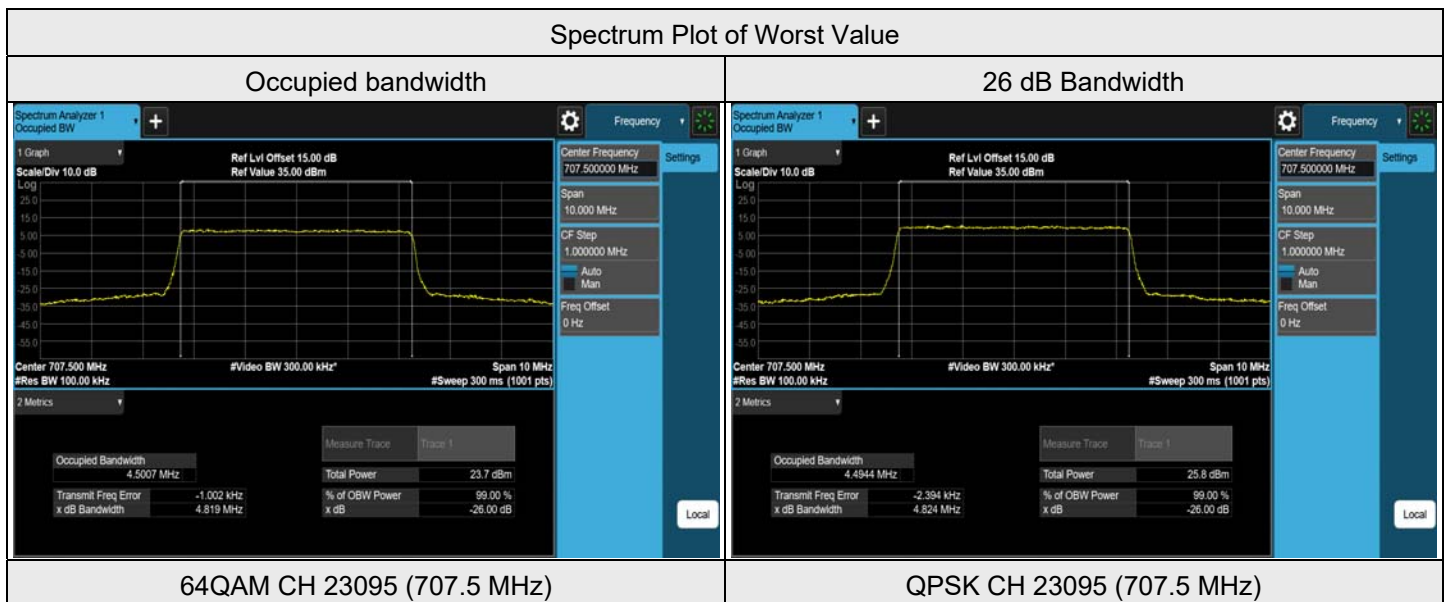 Spectrum Plot of Worst Value
Occupied bandwidth
26 dB Bandwidth
Spectrum Analyzer 1
Occupied BW
+
Frequency
1 Graph
Ref Lvl Offset 15.00 dB
Scale/Div 10.0 dB
Ref Value 35.00 dBm
Log
25.0
15.0
5.00
-5.00
-15.0
-25.0
-35.0
-45.0
-55.0
Center 707.500 MHz
#Video BW 300.00 kHz*
Span 10 MHz
#Res BW 100.00 kHz
#Sweep 300 ms (1001 pts)
Center Frequency
707.500000 MHz
Settings
Span
10.000 MHz
CF Step
1.000000 MHz
Auto
Man
Freq Offset
0 Hz
Local
2 Metrics
Measure Trace Trace 1
Occupied Bandwidth
4.5007 MHz
Total Power 23.7 dBm
Transmit Freq Error -1.002 kHz
% of OBW Power 99.00 %
x dB Bandwidth 4.819 MHz
x dB -26.00 dB
Spectrum Analyzer 1
Occupied BW
+
Frequency
1 Graph
Ref Lvl Offset 15.00 dB
Scale/Div 10.0 dB
Ref Value 35.00 dBm
Log
25.0
15.0
5.00
-5.00
-15.0
-25.0
-35.0
-45.0
-55.0
Center 707.500 MHz
#Video BW 300.00 kHz*
Span 10 MHz
#Res BW 100.00 kHz
#Sweep 300 ms (1001 pts)
Center Frequency
707.500000 MHz
Settings
Span
10.000 MHz
CF Step
1.000000 MHz
Auto
Man
Freq Offset
0 Hz
Local
2 Metrics
Measure Trace Trace 1
Occupied Bandwidth
4.4944 MHz
Total Power 25.8 dBm
Transmit Freq Error -2.394 kHz
% of OBW Power 99.00 %
x dB Bandwidth 4.824 MHz
x dB -26.00 dB
64QAM CH 23095 (707.5 MHz)
QPSK CH 23095 (707.5 MHz)